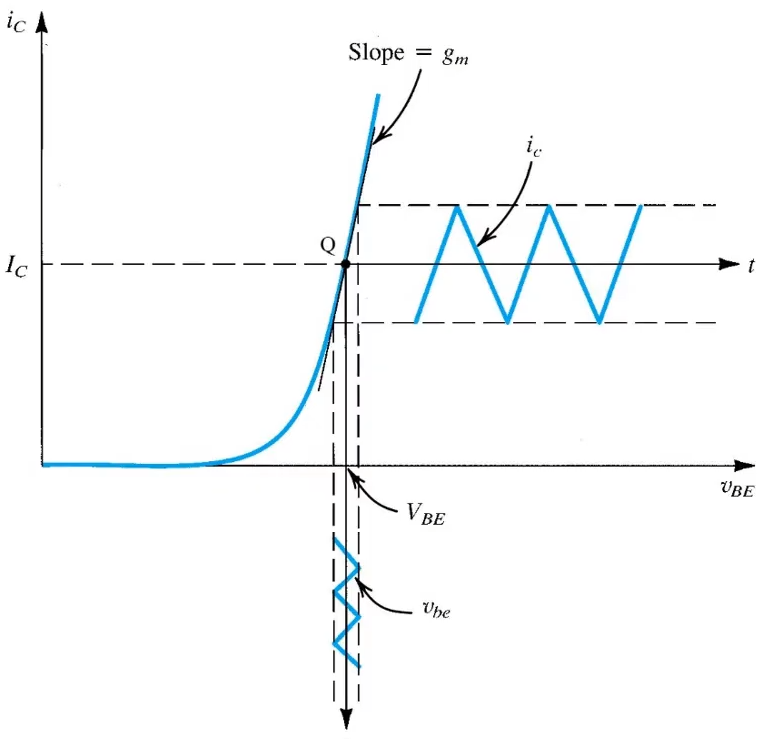 i_C
Slope = g_m
i_c
Q
I_C
t
v_BE
V_BE
v_be